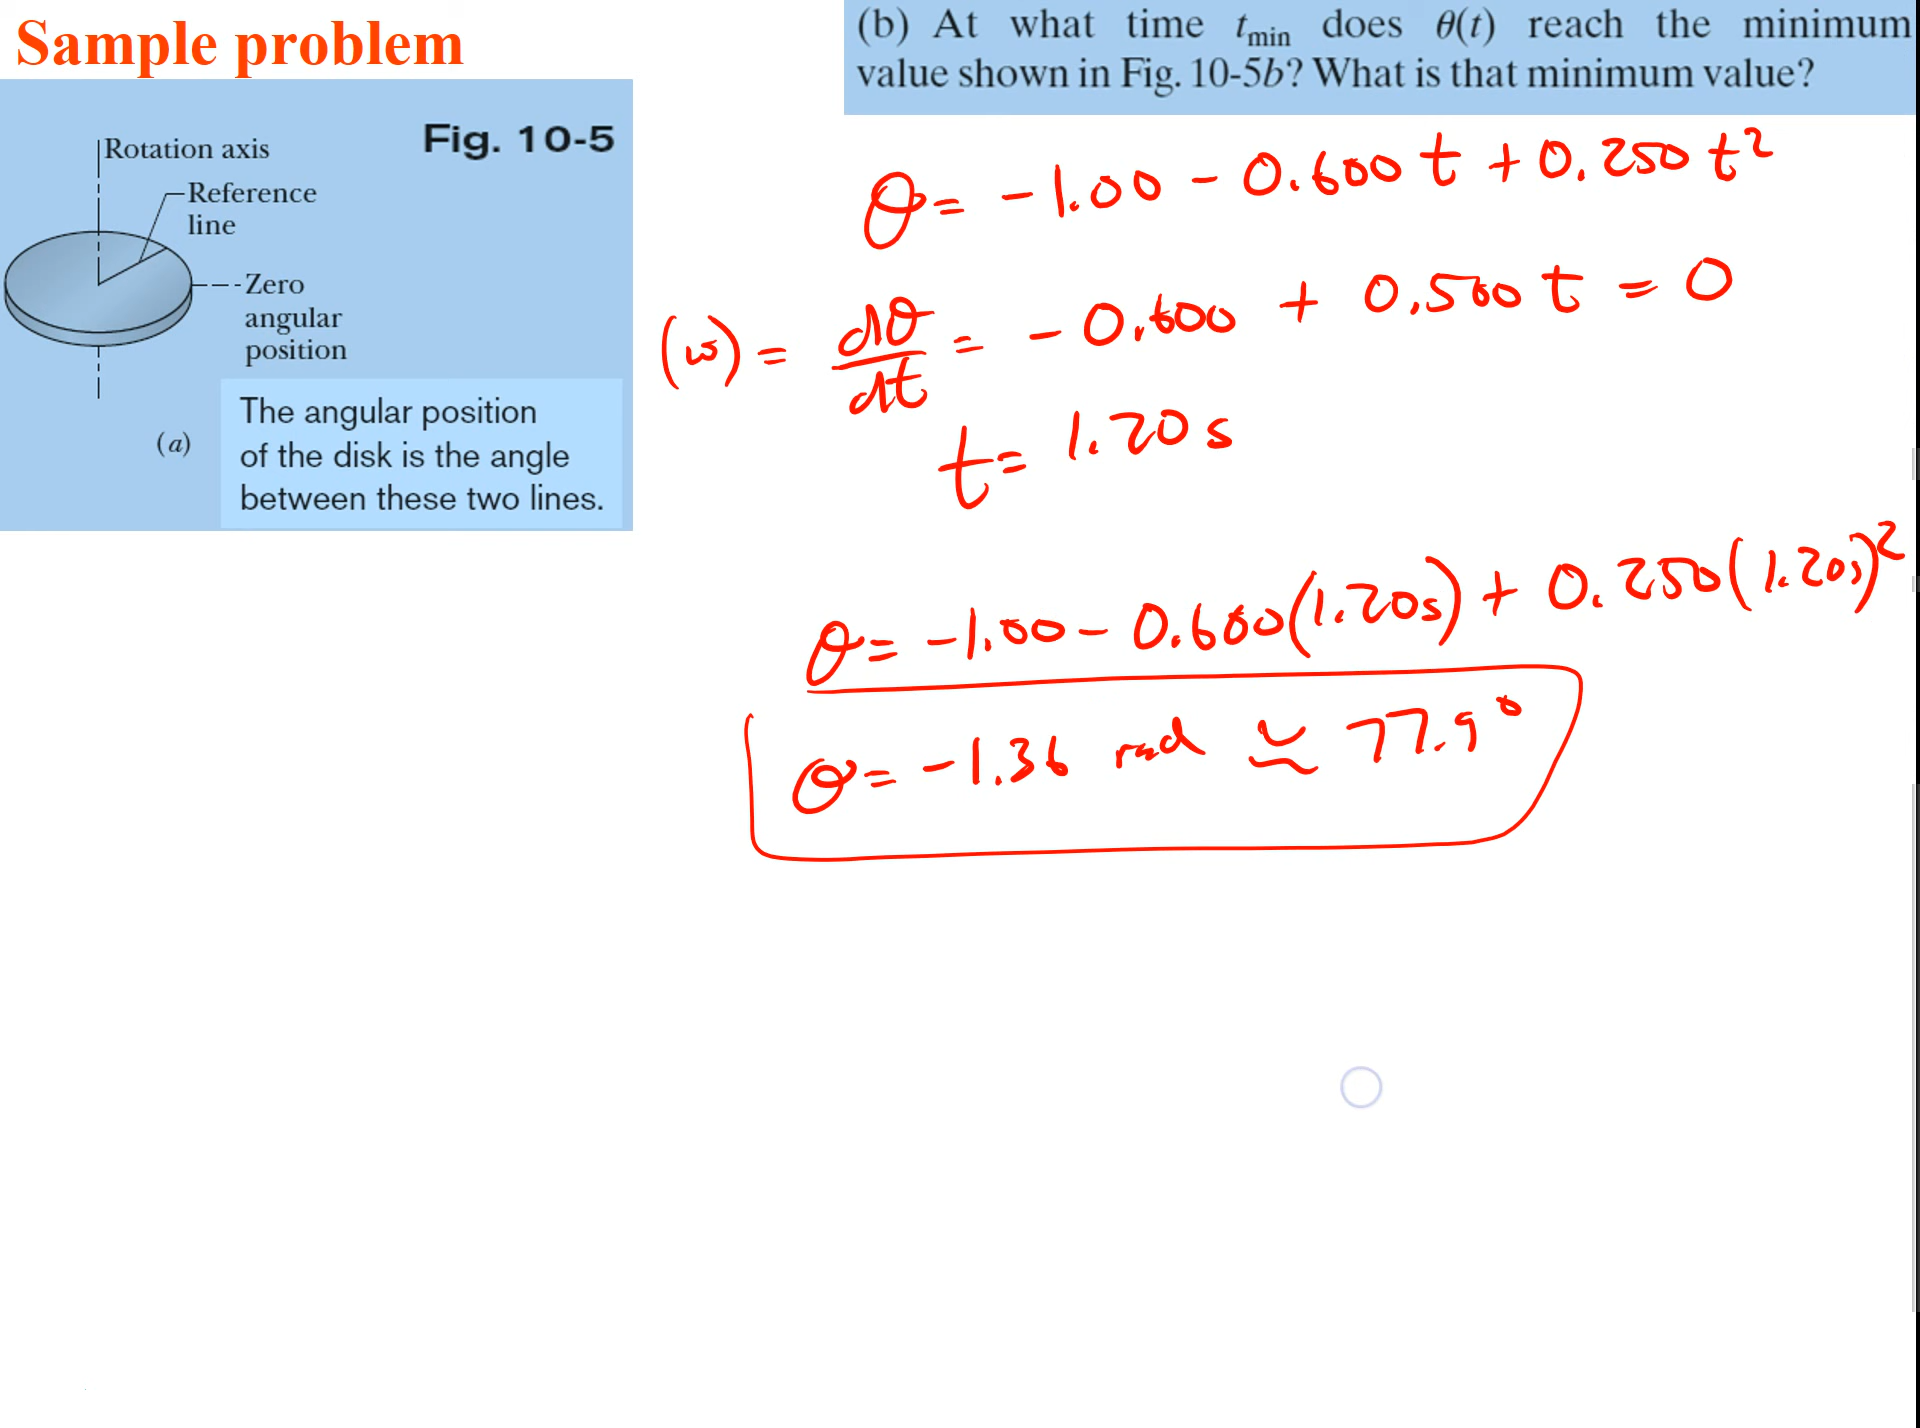 Sample problem
(b) At what time tmin does θ(t) reach the minimum
value shown in Fig. 10-5b? What is that minimum value?
Fig. 10-5
Rotation axis
Reference
line
Zero
angular
position
(a)
The angular position
of the disk is the angle
between these two lines.
θ = -1.00 - 0.600 t + 0.250 t²
(ω) = dθ/dt = -0.600 + 0.500 t = 0
t = 1.20 s
θ = -1.00 - 0.600(1.20s) + 0.250(1.20s)²
θ = -1.36 rad ≃ 77.9°